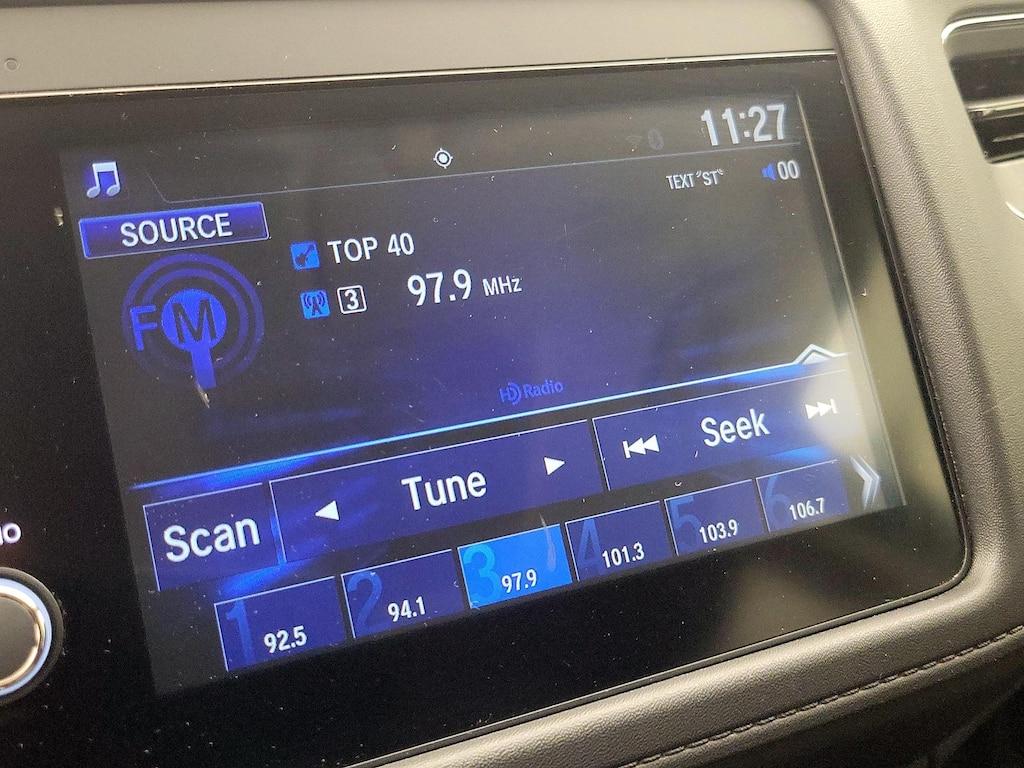 11:27
TEXT "ST"
00
SOURCE
FM
TOP 40
3 97.9 MHz
HD Radio
Scan
Tune
Seek
1 92.5
2 94.1
3 97.9
4 101.3
5 103.9
6 106.7